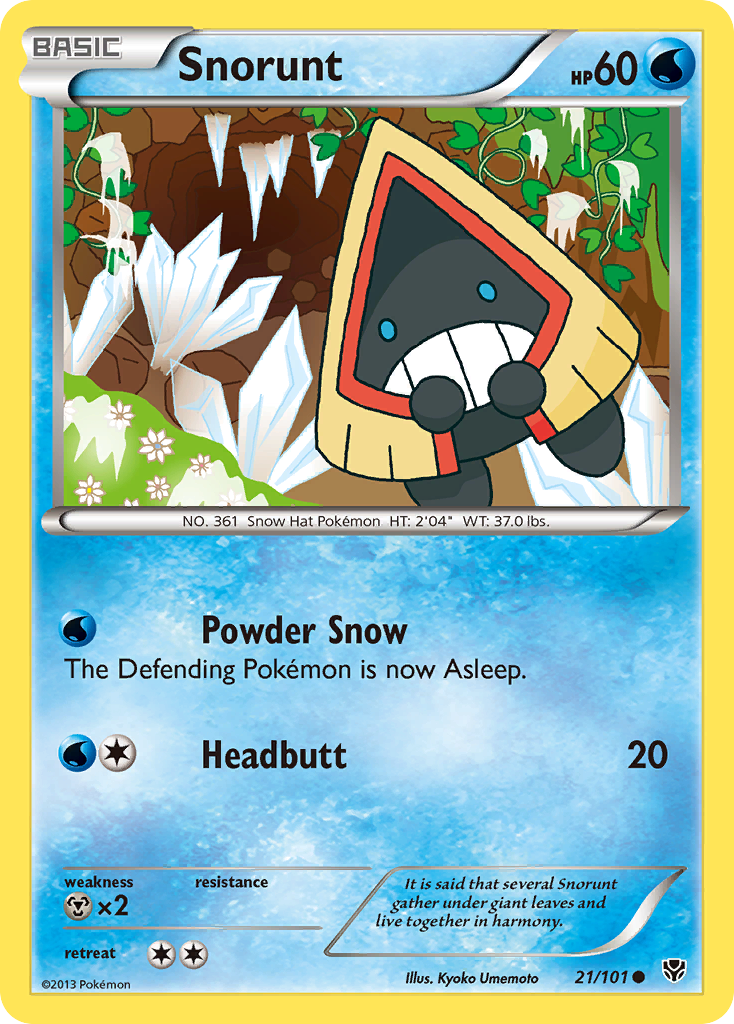 BASIC
Snorunt
HP60
NO. 361 Snow Hat Pokémon HT: 2'04" WT: 37.0 lbs.
Powder Snow
The Defending Pokémon is now Asleep.
Headbutt 20
weakness resistance
×2
It is said that several Snorunt
gather under giant leaves and
live together in harmony.
retreat
©2013 Pokémon
Illus. Kyoko Umemoto
21/101